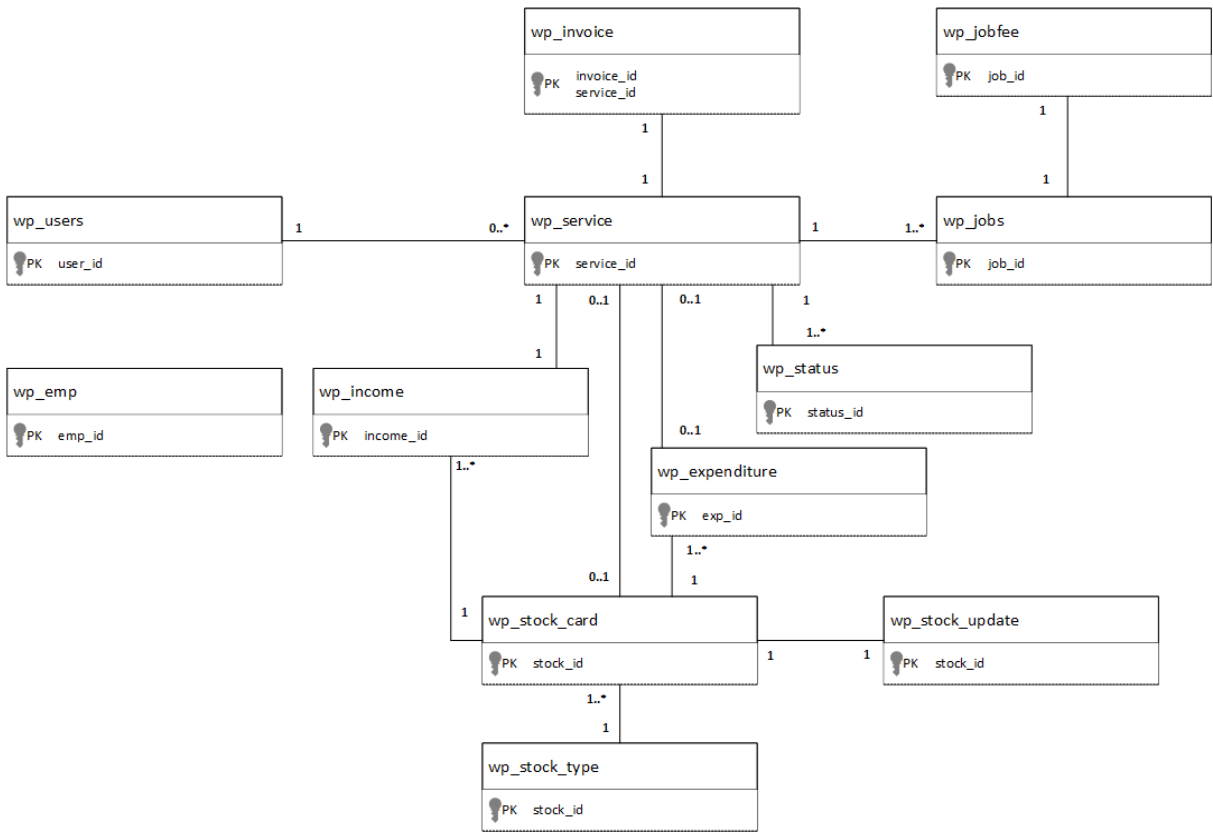 wp_invoice
PK invoice_id
service_id
wp_jobfee
PK job_id
1
1
1
1
wp_users
PK user_id
1
0..*
wp_service
PK service_id
1
1..*
wp_jobs
PK job_id
1
0..1
0..1
1
1
1..*
wp_emp
PK emp_id
wp_income
PK income_id
wp_status
PK status_id
0..1
1..*
wp_expenditure
PK exp_id
1..*
0..1
1
1
wp_stock_card
PK stock_id
1
1
wp_stock_update
PK stock_id
1..*
1
wp_stock_type
PK stock_id